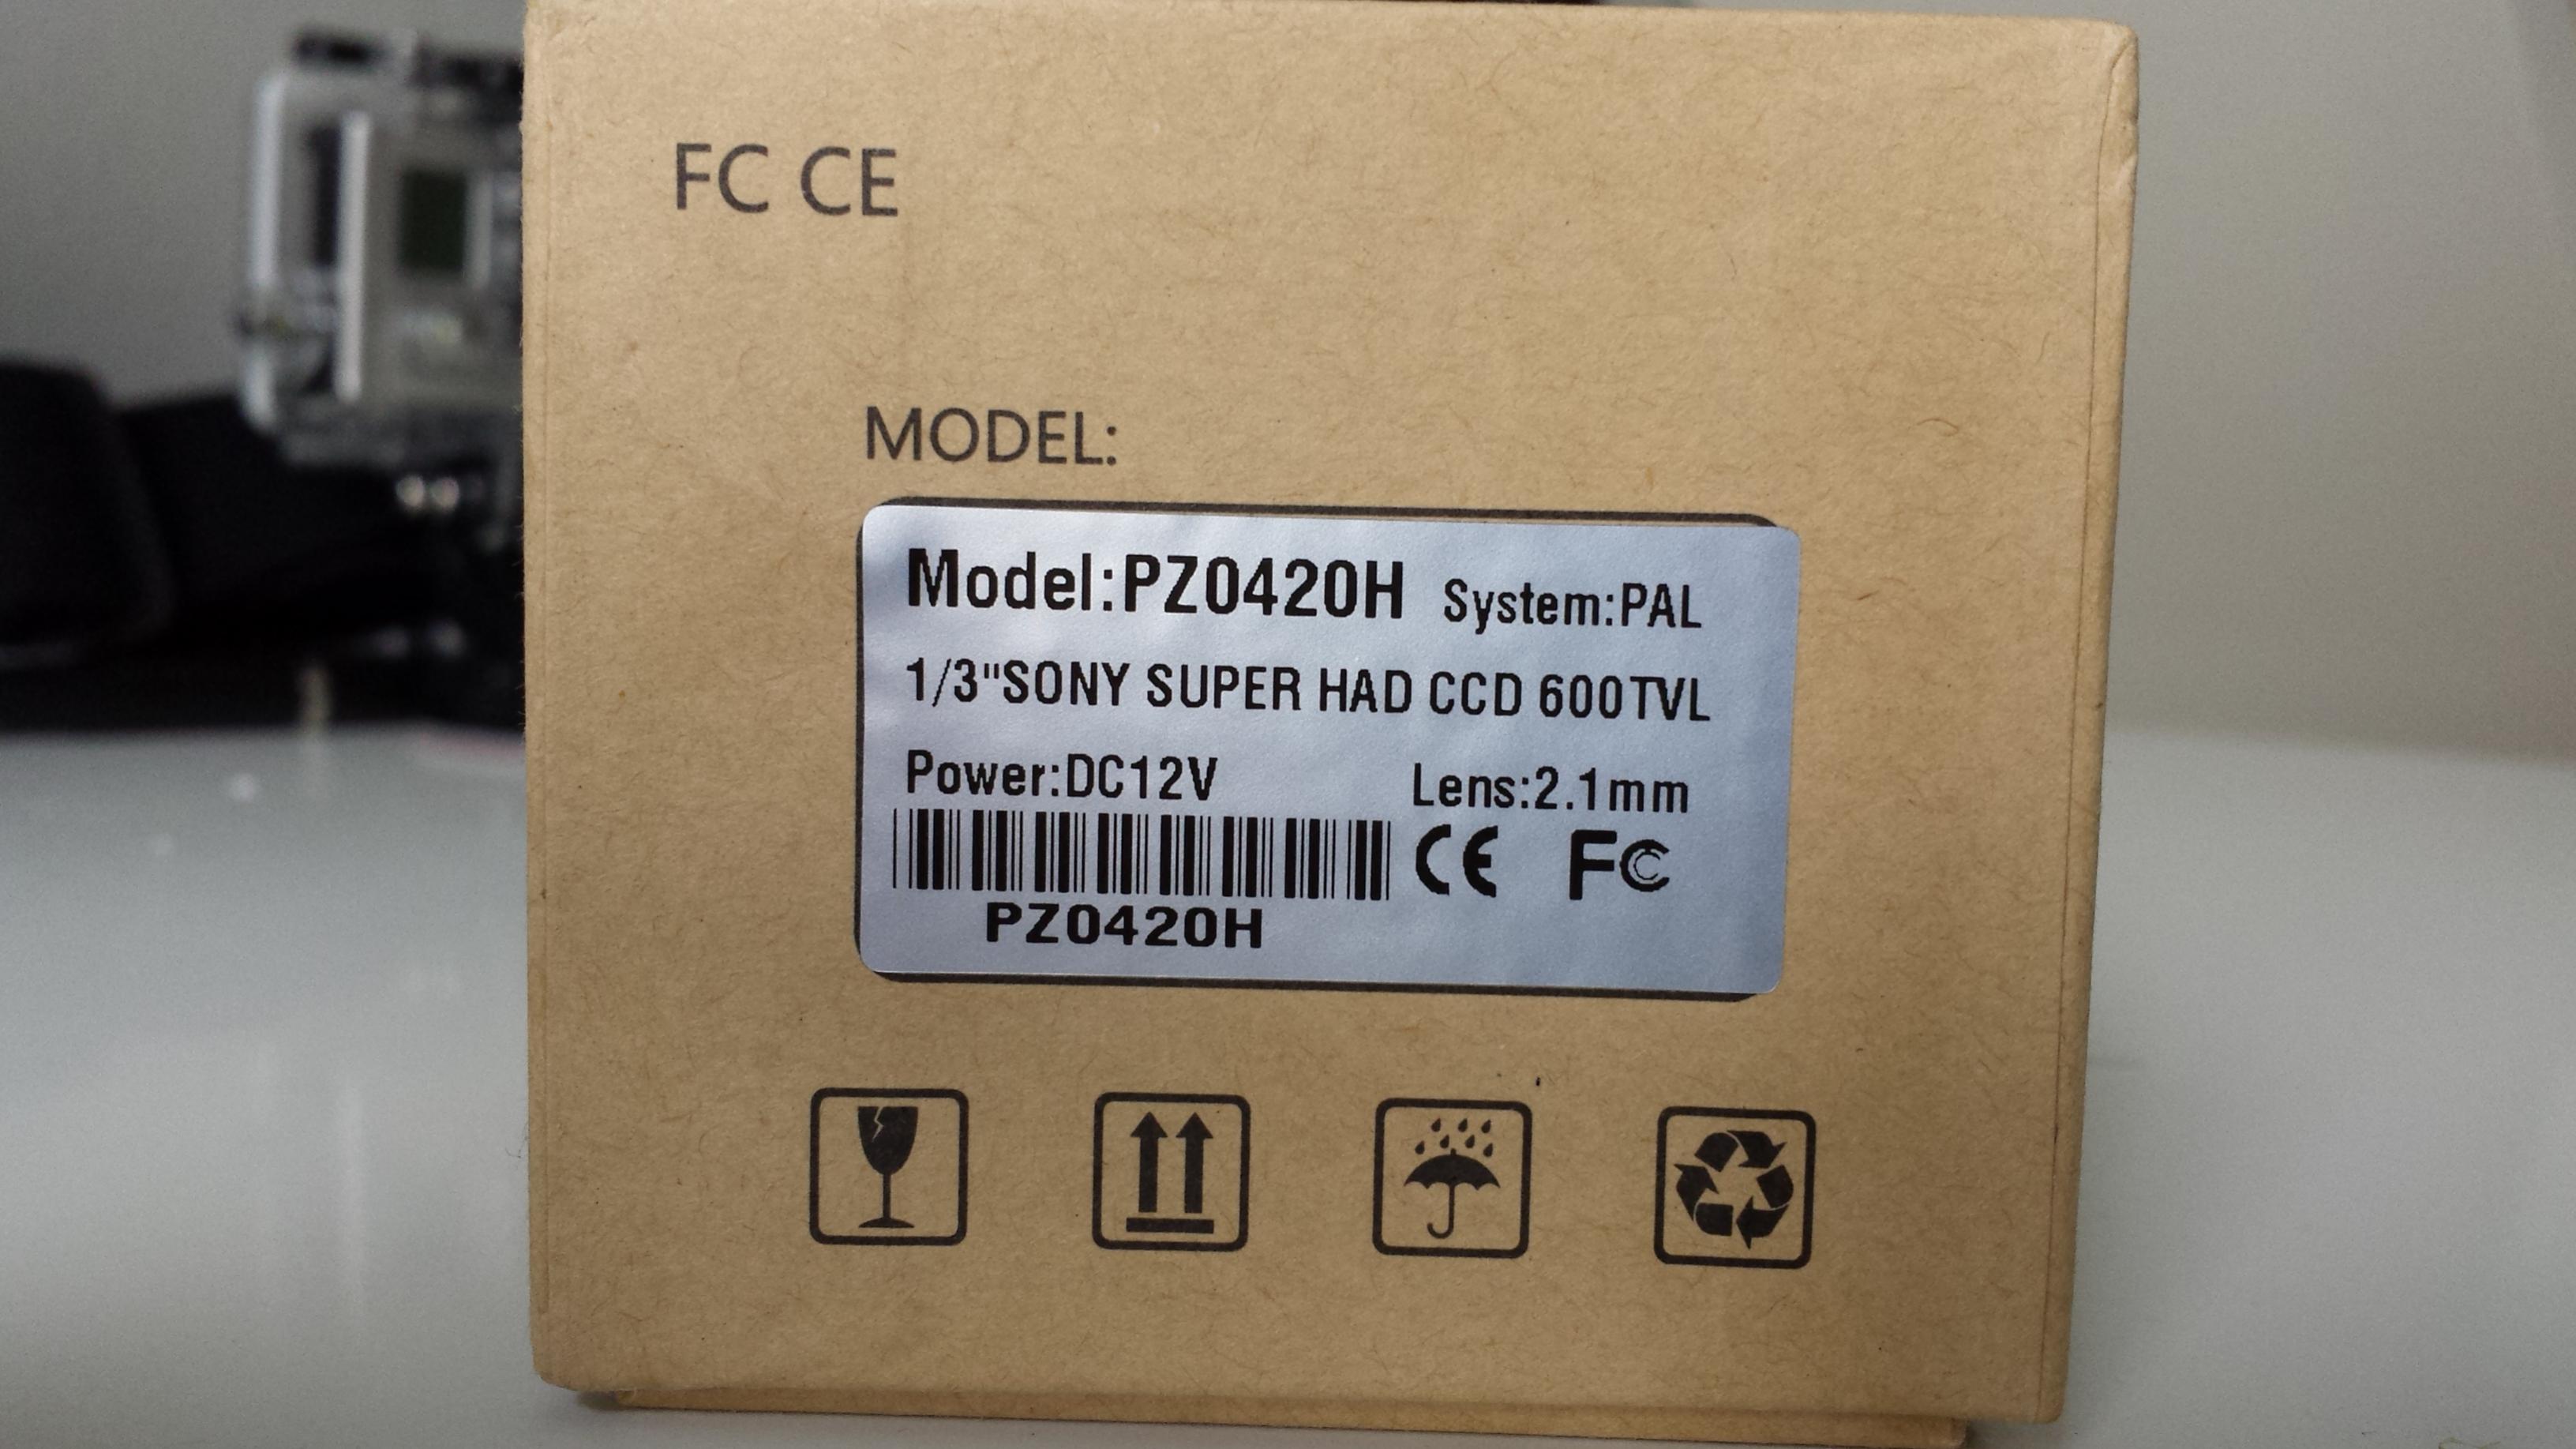 FC CE
MODEL:
Model:PZ0420H System:PAL
1/3"SONY SUPER HAD CCD 600TVL
Power:DC12V Lens:2.1mm
CE FC
PZ0420H